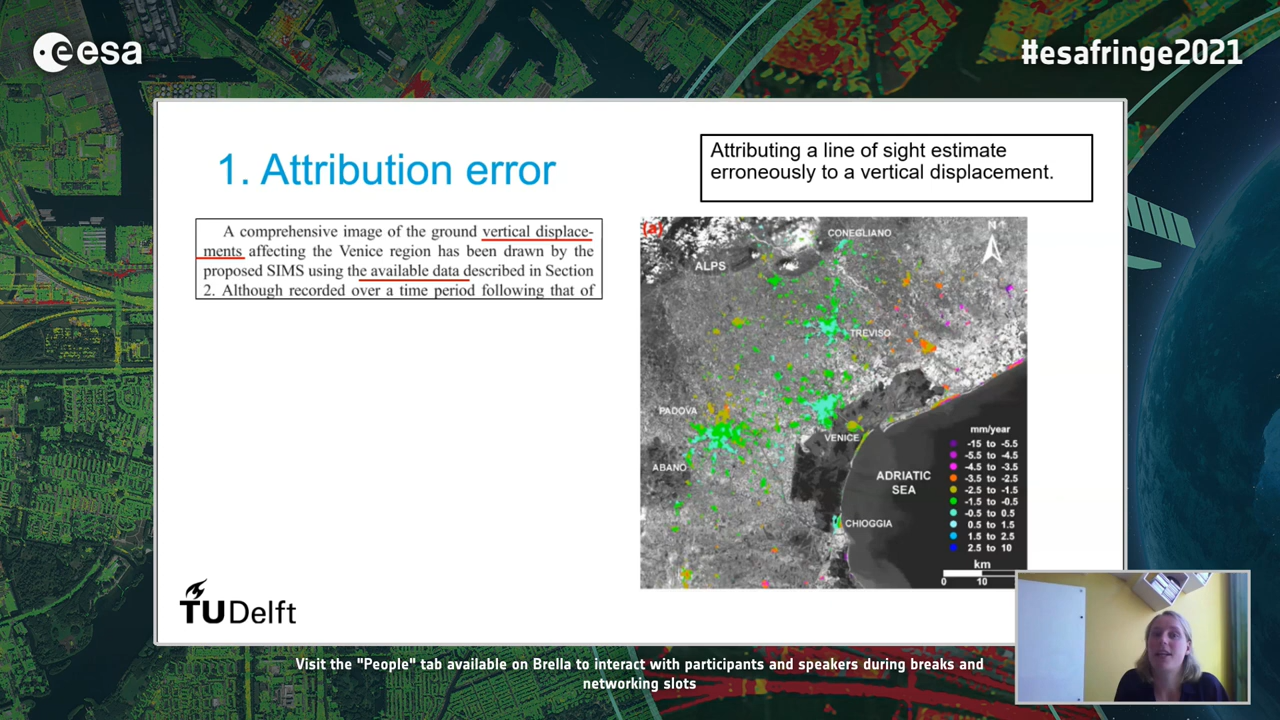 esa
#esafringe2021
1. Attribution error
Attributing a line of sight estimate
erroneously to a vertical displacement.
A comprehensive image of the ground vertical displace-
ments affecting the Venice region has been drawn by the
proposed SIMS using the available data described in Section
2. Although recorded over a time period following that of
(a)
N
CONEGLIANO
ALPS
TREVISO
PADOVA
VENICE
ABANO
ADRIATIC
SEA
CHIOGGIA
mm/year
-15 to -5.5
-5.5 to -4.5
-4.5 to -3.5
-3.5 to -2.5
-2.5 to -1.5
-1.5 to -0.5
-0.5 to 0.5
0.5 to 1.5
1.5 to 2.5
2.5 to 10
km
0 10
TUDelft
Visit the "People" tab available on Brella to interact with participants and speakers during breaks and
networking slots